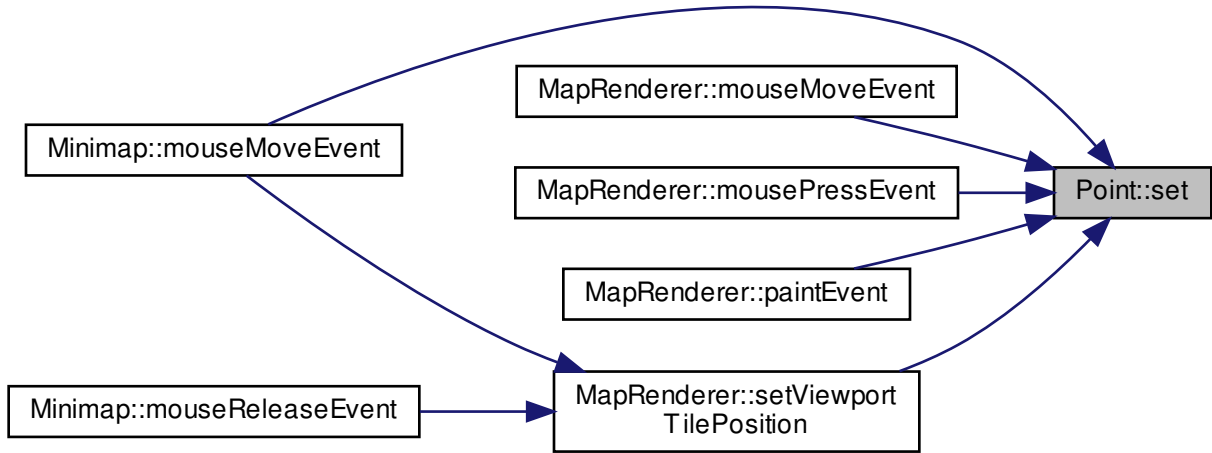 MapRenderer::mouseMoveEvent
Minimap::mouseMoveEvent
MapRenderer::mousePressEvent
Point::set
MapRenderer::paintEvent
MapRenderer::setViewport
TilePosition
Minimap::mouseReleaseEvent